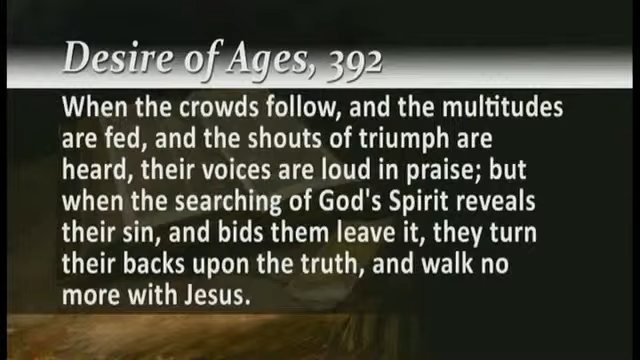 Desire of Ages, 392
When the crowds follow, and the multitudes
are fed, and the shouts of triumph are
heard, their voices are loud in praise; but
when the searching of God's Spirit reveals
their sin, and bids them leave it, they turn
their backs upon the truth, and walk no
more with Jesus.